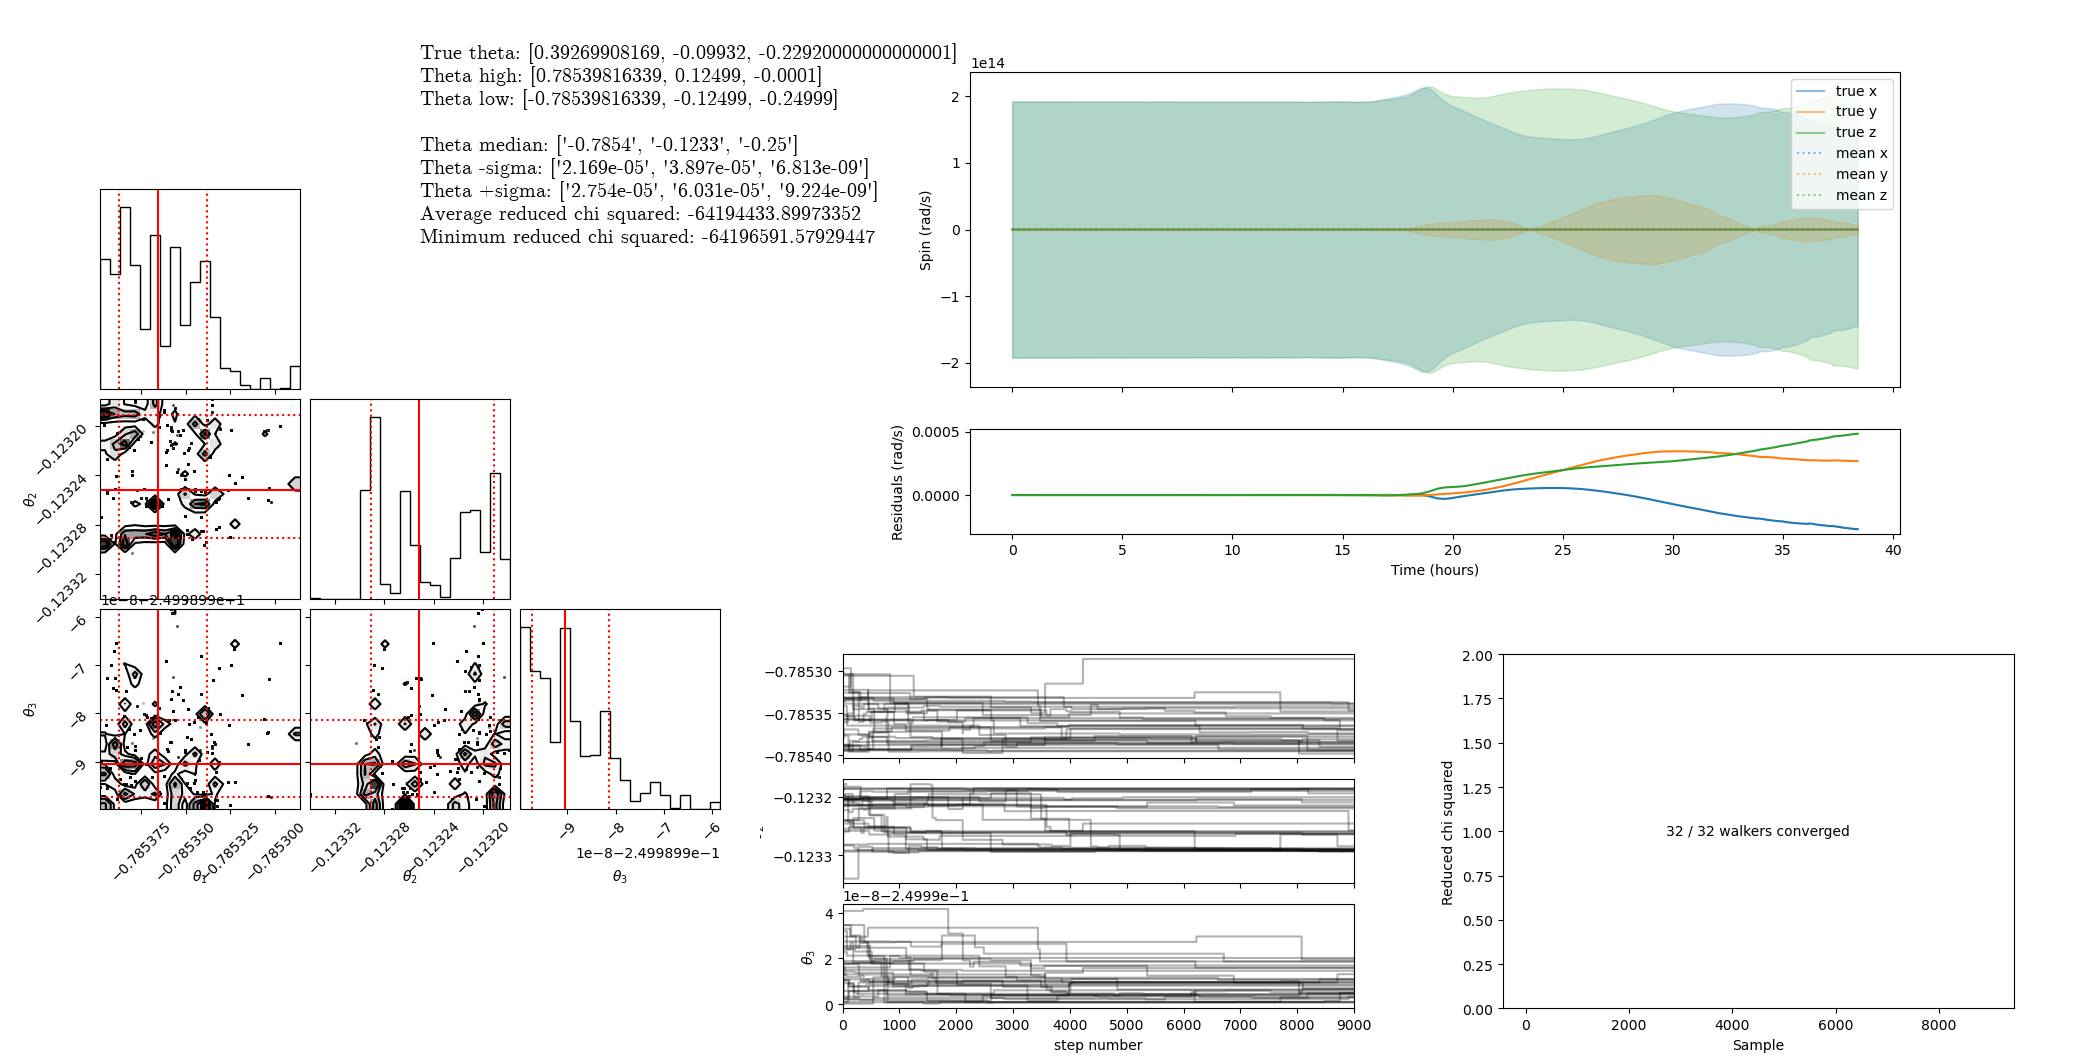 True theta: [0.39269908169, -0.09932, -0.22920000000000001]
Theta high: [0.78539816339, 0.12499, -0.0001]
Theta low: [-0.78539816339, -0.12499, -0.24999]
Theta median: ['-0.7854', '-0.1233', '-0.25']
Theta -sigma: ['2.169e-05', '3.897e-05', '6.813e-09']
Theta +sigma: ['2.754e-05', '6.031e-05', '9.224e-09']
Average reduced chi squared: -64194433.89973352
Minimum reduced chi squared: -64196591.57929447
1e14
2
1
0
−1
−2
Spin (rad/s)
true x
true y
true z
mean x
mean y
mean z
0.0005
0.0000
Residuals (rad/s)
0 5 10 15 20 25 30 35 40
Time (hours)
−0.12320
−0.12324
−0.12328
−0.12332
θ2
1e−8−2.499899e−1
−6
−7
−8
−9
θ3
−0.785375 −0.785350 −0.785325 −0.785300
θ1
−0.12332 −0.12328 −0.12324 −0.12320
θ2
−9 −8 −7 −6
1e−8−2.499899e−1
θ3
−0.78530
−0.78535
−0.78540
−0.1232
−0.1233
1e−8−2.4999e−1
4
2
0
θ3
0 1000 2000 3000 4000 5000 6000 7000 8000 9000
step number
2.00
1.75
1.50
1.25
1.00
0.75
0.50
0.25
0.00
Reduced chi squared
32 / 32 walkers converged
0 2000 4000 6000 8000
Sample